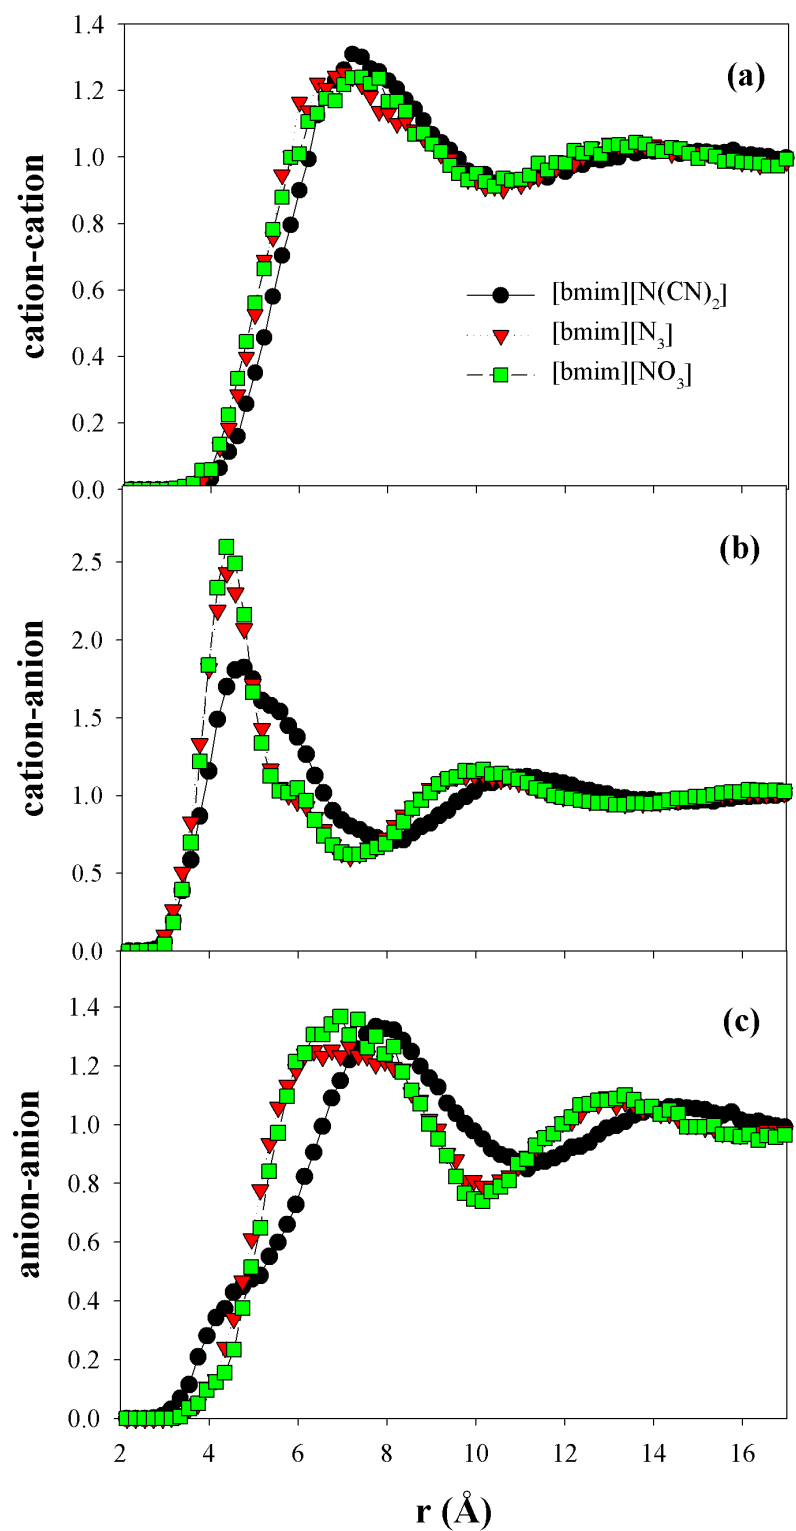 1.4
(a)
1.2
1.0
0.8
0.6
0.4
0.2
0.0
cation-cation
[bmim][N(CN)₂]
[bmim][N₃]
[bmim][NO₃]
(b)
2.5
2.0
1.5
1.0
0.5
0.0
cation-anion
(c)
1.4
1.2
1.0
0.8
0.6
0.4
0.2
0.0
anion-anion
2 4 6 8 10 12 14 16
r (Å)